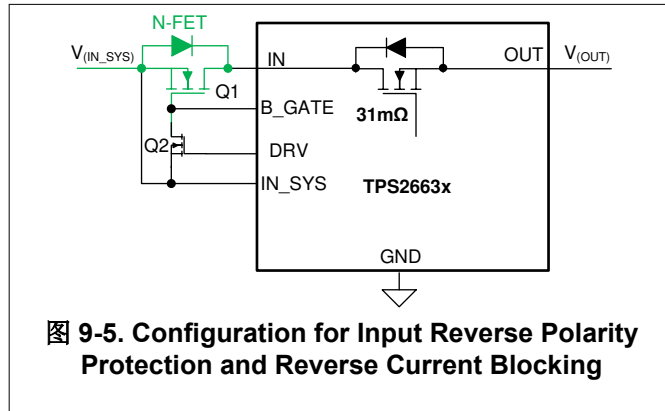 N-FET
V(IN_SYS)
IN
OUT
V(OUT)
Q1
31mΩ
B_GATE
Q2
DRV
IN_SYS
TPS2663x
GND
图 9-5. Configuration for Input Reverse Polarity
Protection and Reverse Current Blocking